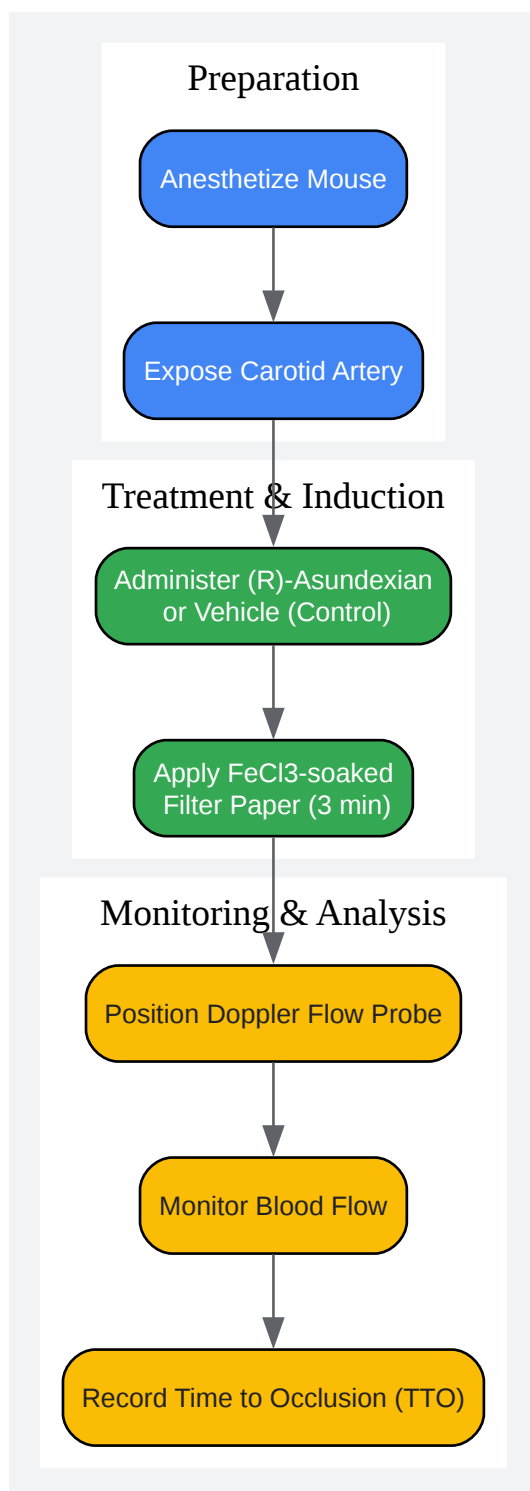 Preparation
Anesthetize Mouse
Expose Carotid Artery
Treatment & Induction
Administer (R)-Asundexian
or Vehicle (Control)
Apply FeCl3-soaked
Filter Paper (3 min)
Monitoring & Analysis
Position Doppler Flow Probe
Monitor Blood Flow
Record Time to Occlusion (TTO)